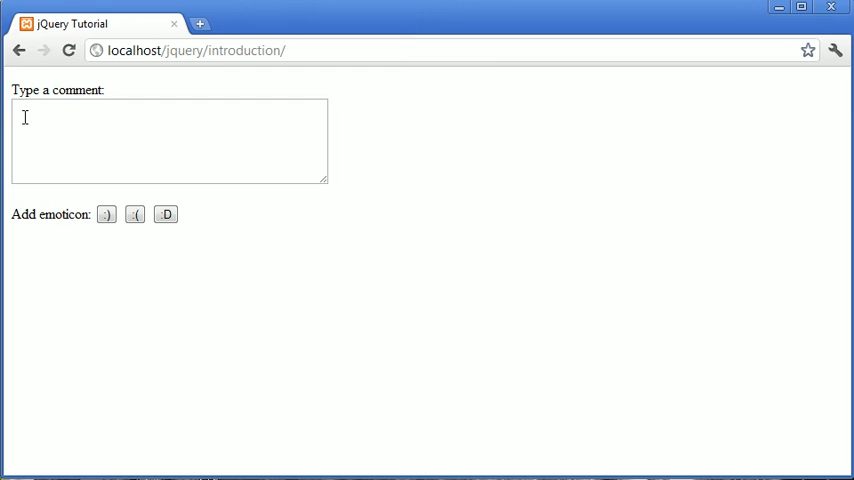 jQuery Tutorial
localhost/jquery/introduction/
Type a comment:
Add emoticon: :) :( :D